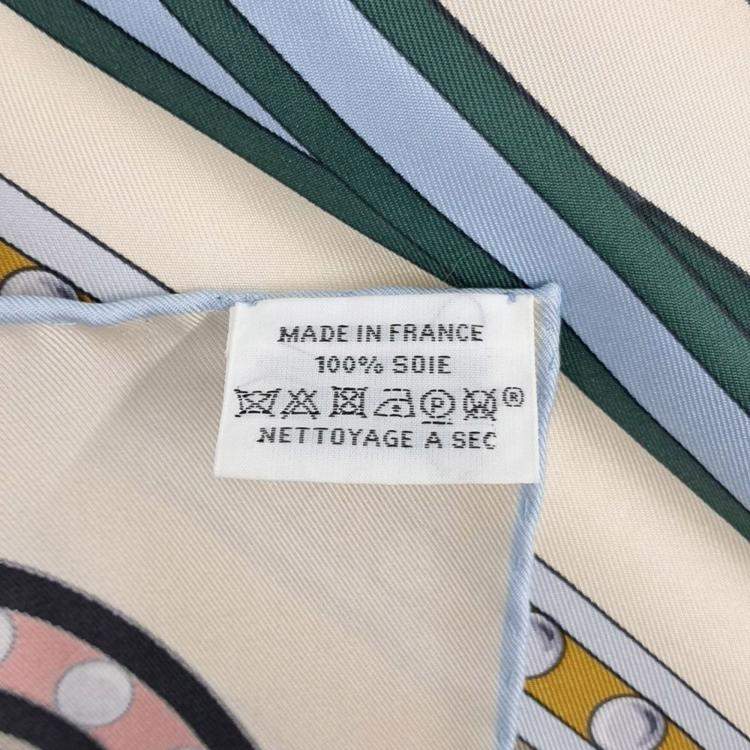 MADE IN FRANCE
100% SOIE
P W ®
NETTOYAGE A SEC